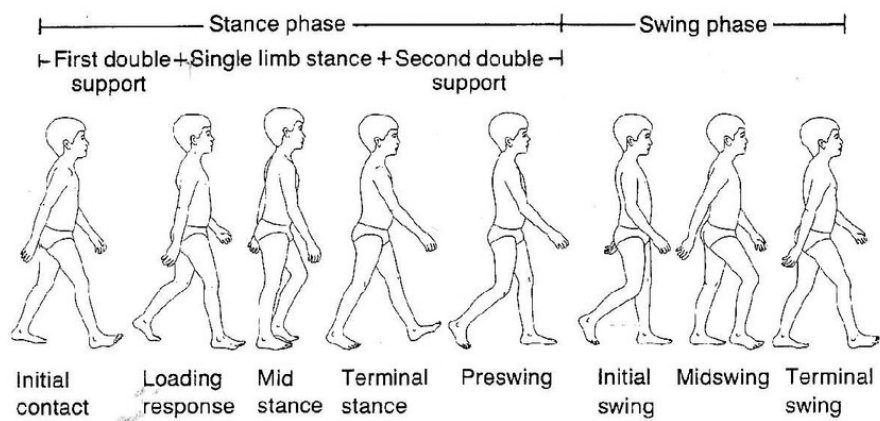 Stance phase
Swing phase
First double
Single limb stance
Second double
support
support
Initial
contact
Loading
response
Mid
stance
Terminal
stance
Preswing
Initial
swing
Midswing
Terminal
swing